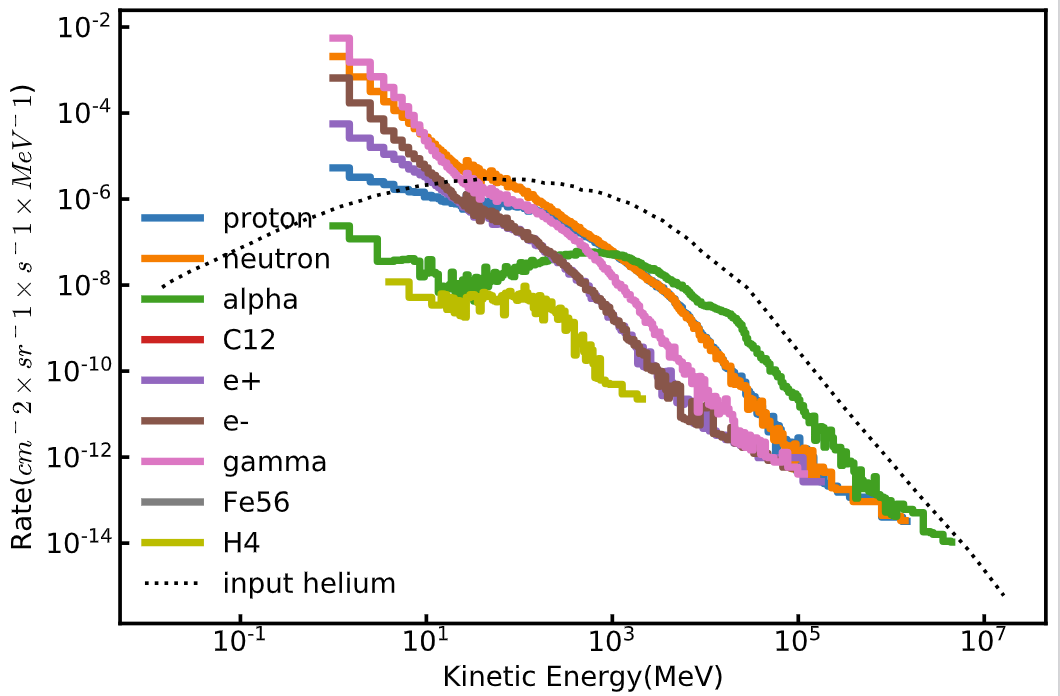 10⁻²
10⁻⁴
10⁻⁶
10⁻⁸
10⁻¹⁰
10⁻¹²
10⁻¹⁴
Rate(cm⁻2 × sr⁻1 × s⁻1 × MeV⁻1)
proton
neutron
alpha
C12
e+
e-
gamma
Fe56
H4
input helium
10⁻¹ 10¹ 10³ 10⁵ 10⁷
Kinetic Energy(MeV)